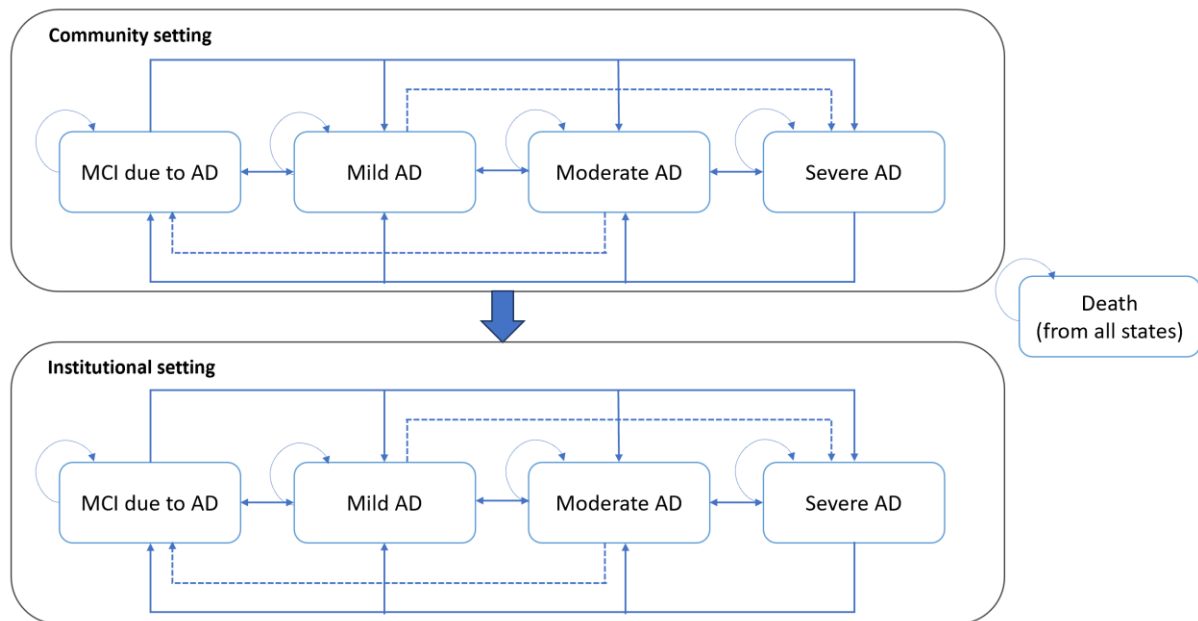 Community setting
MCI due to AD
Mild AD
Moderate AD
Severe AD
Death
(from all states)
Institutional setting
MCI due to AD
Mild AD
Moderate AD
Severe AD